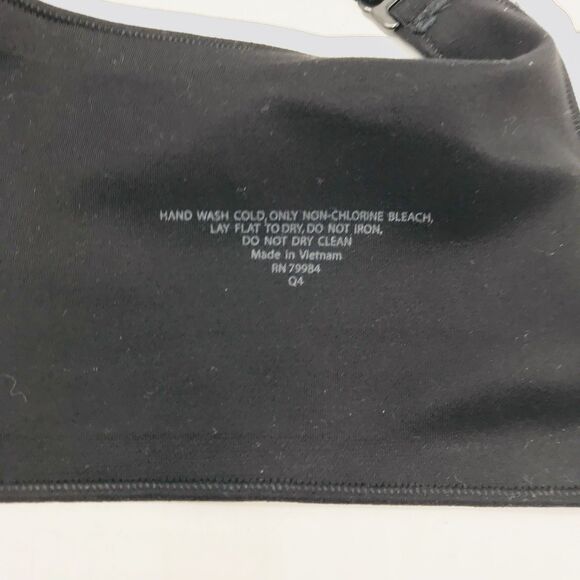 HAND WASH COLD, ONLY NON-CHLORINE BLEACH,
LAY FLAT TO DRY, DO NOT IRON,
DO NOT DRY CLEAN
Made in Vietnam
RN 79984
Q4